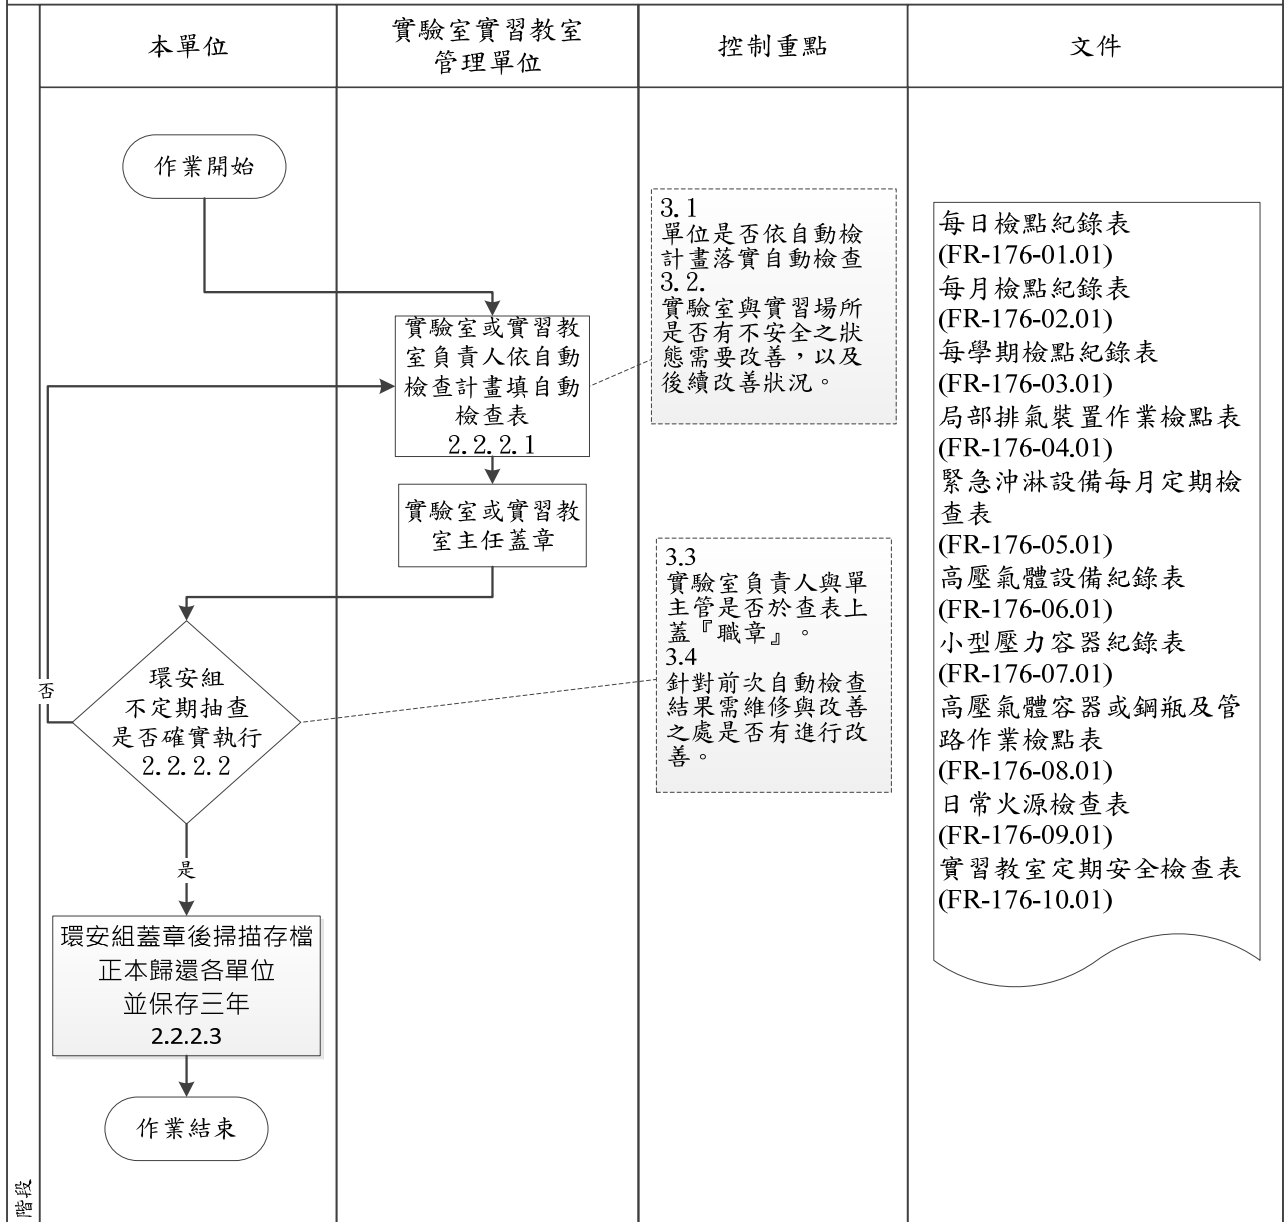 本單位
實驗室實習教室
管理單位
控制重點
文件
作業開始
實驗室或實習教
室負責人依自動
檢查計畫填自動
檢查表
2.2.2.1
實驗室或實習教
室主任蓋章
環安組
不定期抽查
是否確實執行
2.2.2.2
否
是
環安組蓋章後掃描存檔
正本歸還各單位
並保存三年
2.2.2.3
作業結束
3.1
單位是否依自動檢
計畫落實自動檢查
3.2.
實驗室與實習場所
是否有不安全之狀
態需要改善，以及
後續改善狀況。
3.3
實驗室負責人與單
主管是否於查表上
蓋『職章』。
3.4
針對前次自動檢查
結果需維修與改善
之處是否有進行改
善。
每日檢點紀錄表
(FR-176-01.01)
每月檢點紀錄表
(FR-176-02.01)
每學期檢點紀錄表
(FR-176-03.01)
局部排氣裝置作業檢點表
(FR-176-04.01)
緊急沖淋設備每月定期檢
查表
(FR-176-05.01)
高壓氣體設備紀錄表
(FR-176-06.01)
小型壓力容器紀錄表
(FR-176-07.01)
高壓氣體容器或鋼瓶及管
路作業檢點表
(FR-176-08.01)
日常火源檢查表
(FR-176-09.01)
實習教室定期安全檢查表
(FR-176-10.01)
階段